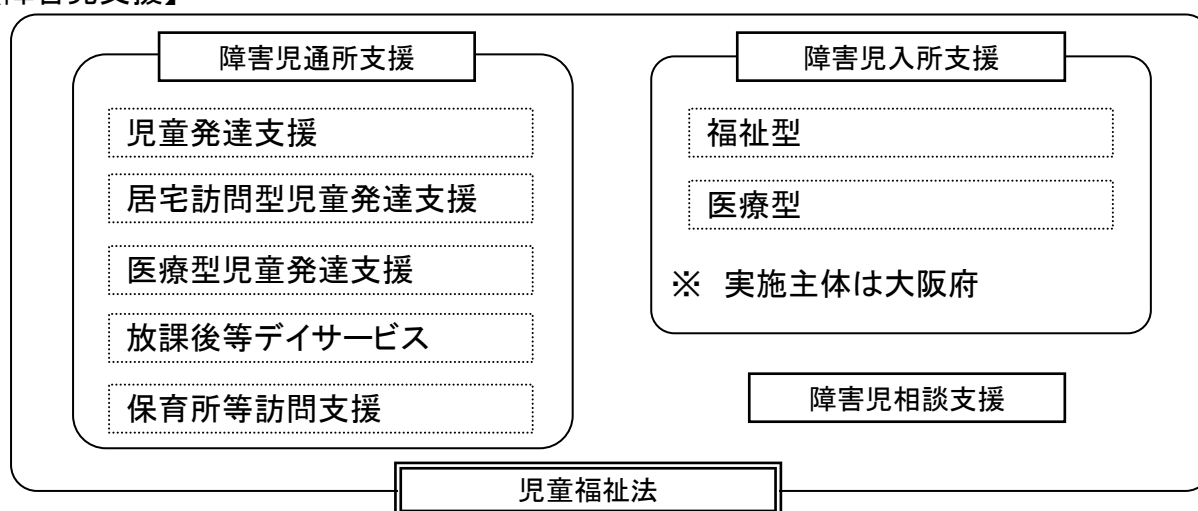 障害児支援】
障害児通所支援
児童発達支援
居宅訪問型児童発達支援
医療型児童発達支援
放課後等デイサービス
保育所等訪問支援
障害児入所支援
福祉型
医療型
※ 実施主体は大阪府
障害児相談支援
児童福祉法